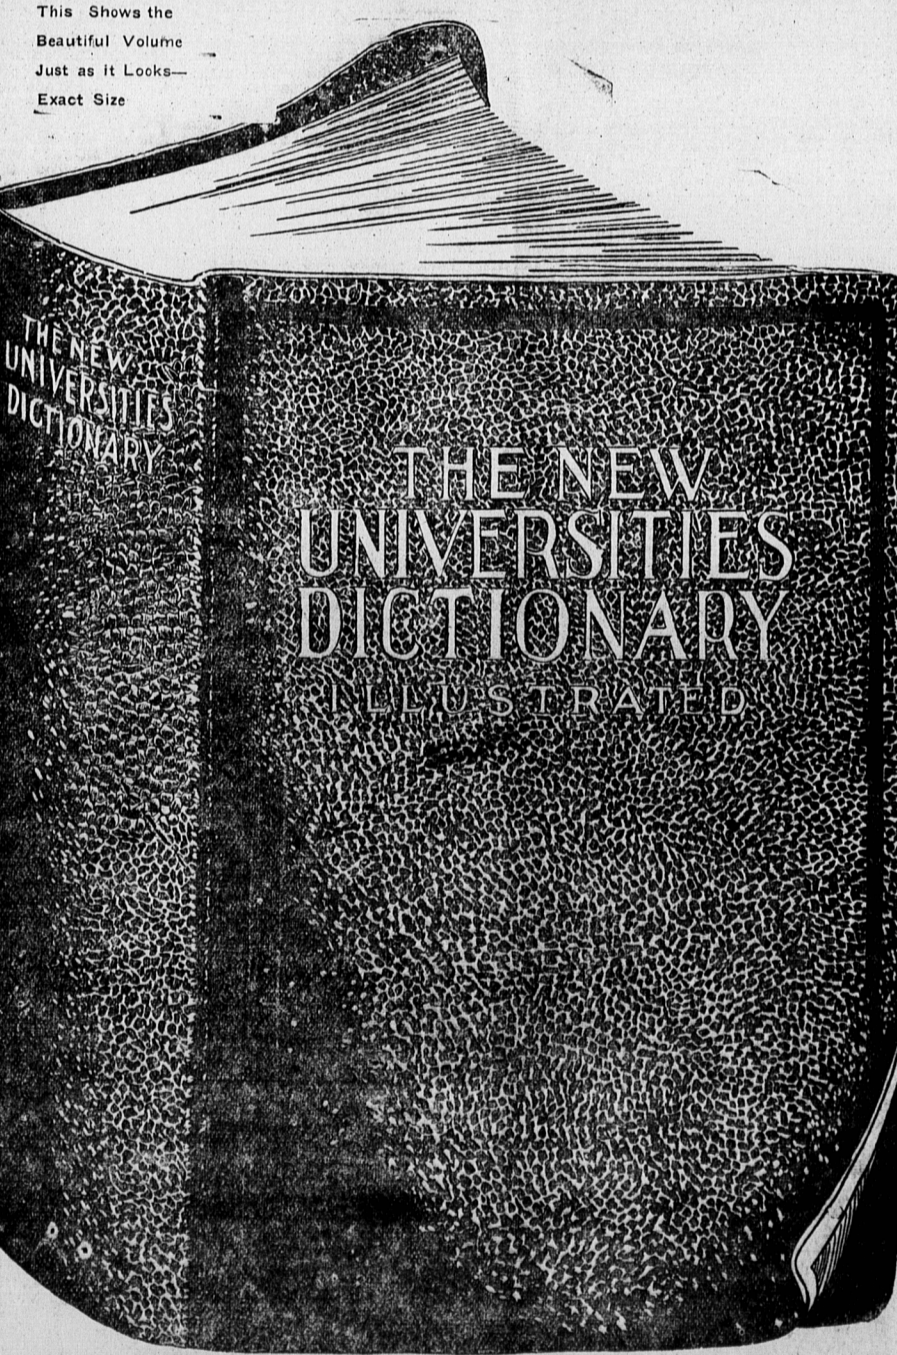 This Shows the
Beautiful Volume
Just as it Looks—
Exact Size
THE NEW
UNIVERSITIES
DICTIONARY
THE NEW
UNIVERSITIES
DICTIONARY
ILLUSTRATED